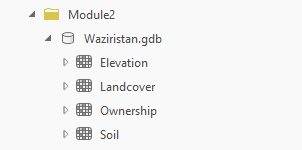 Module2
Waziristan.gdb
Elevation
Landcover
Ownership
Soil